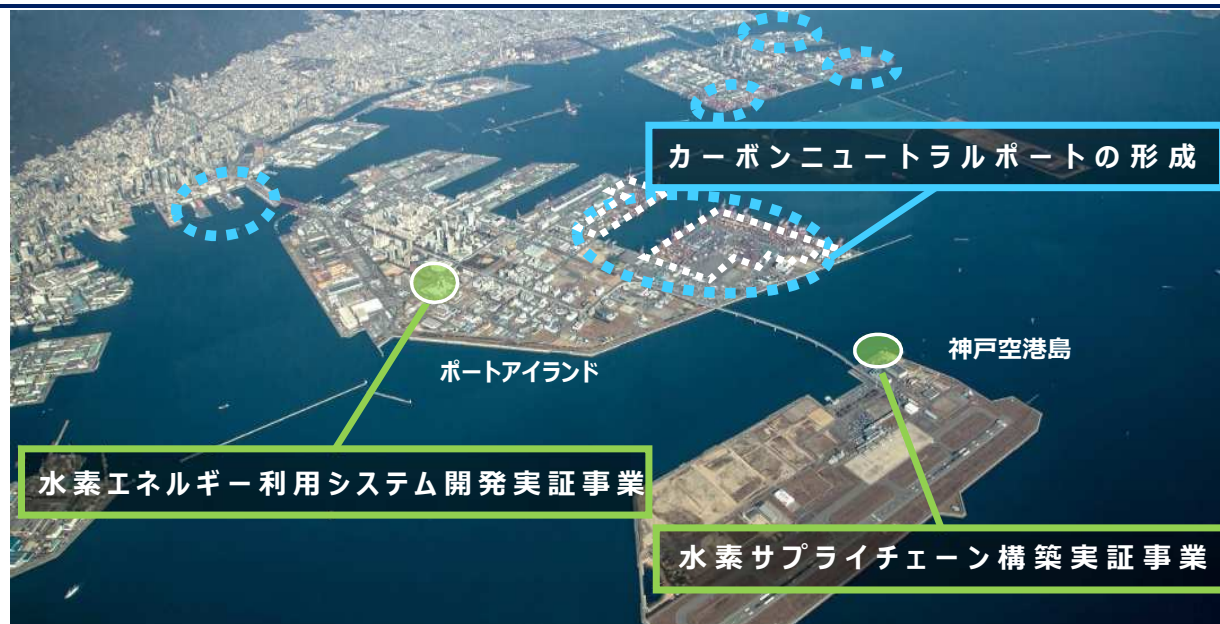 カーボンニュートラルポートの形成
神戸空港島
ポートアイランド
水素エネルギー利用システム開発実証事業
水素サプライチェーン構築実証事業